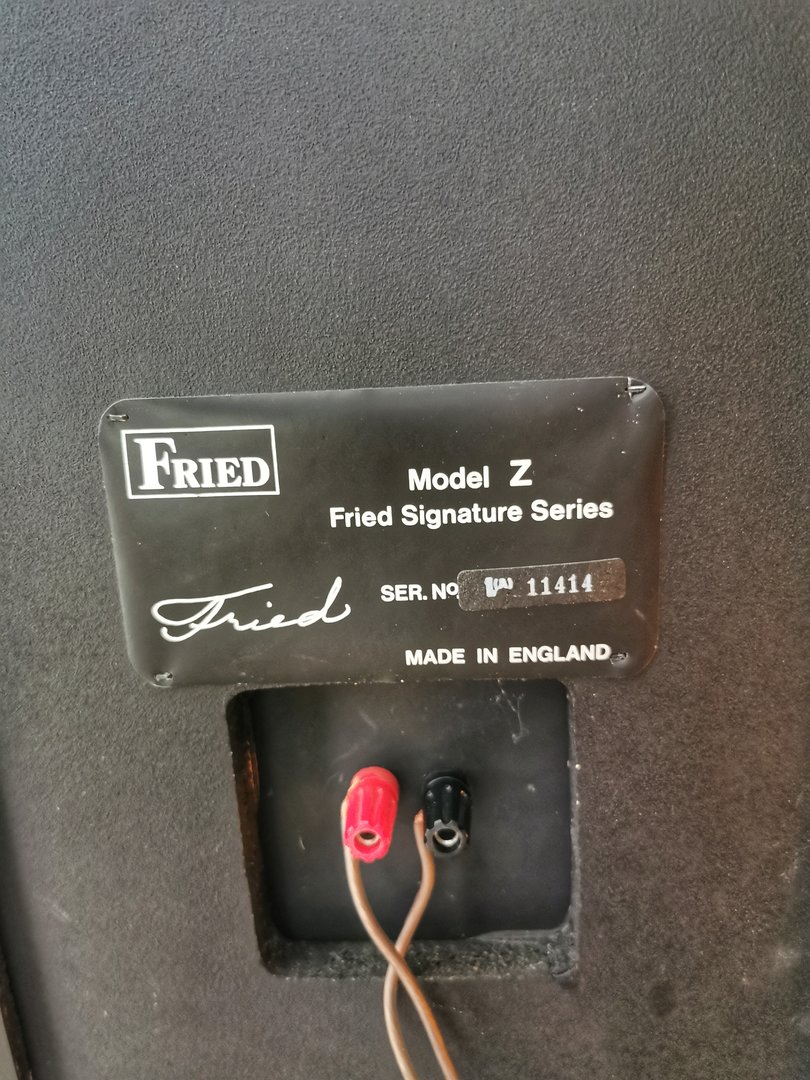 FRIED
Model Z
Fried Signature Series
Fried
SER. No 11414
MADE IN ENGLAND